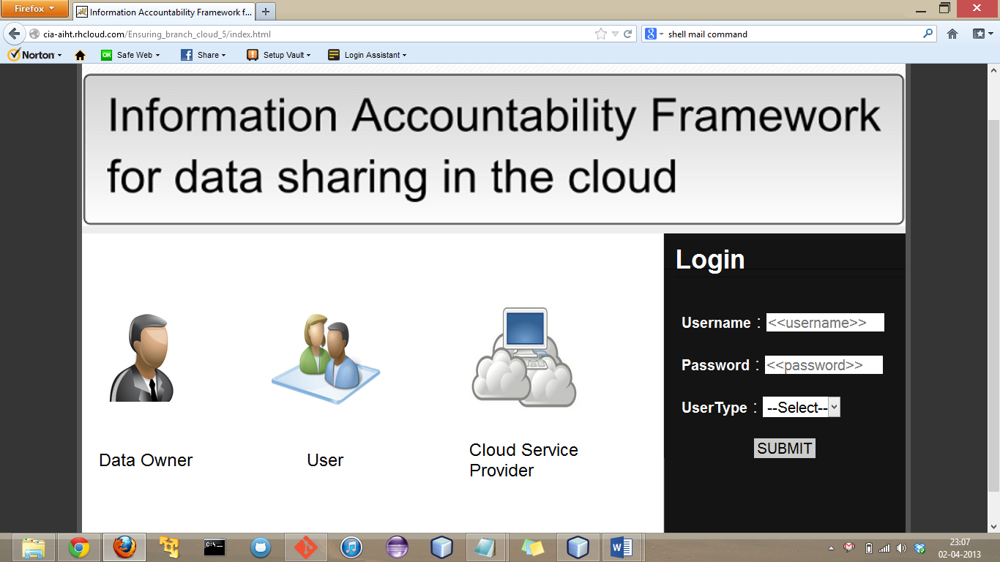 Firefox
Information Accountability Framework f...
cia-aiht.rhcloud.com/Ensuring_branch_cloud_5/index.html
8
shell mail command
Norton
OK
Safe Web
Share
Setup Vault
Login Assistant
Information Accountability Framework
for data sharing in the cloud
Login
Username :
<<username>>
Password :
<<password>>
UserType :
--Select--
SUBMIT
Data Owner
User
Cloud Service
Provider
C:\_
W
23:07
02-04-2013